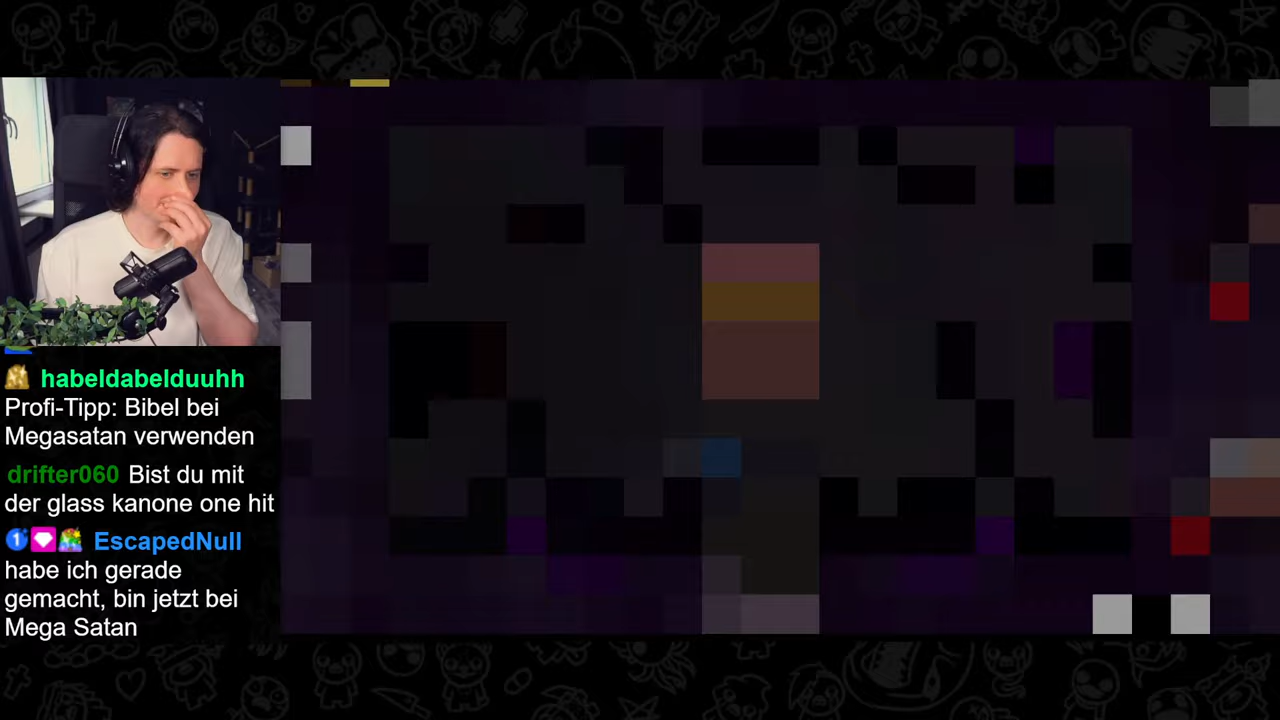 habeldabelduuhh
Profi-Tipp: Bibel bei
Megasatan verwenden
drifter060 Bist du mit
der glass kanone one hit
1 EscapedNull
habe ich gerade
gemacht, bin jetzt bei
Mega Satan